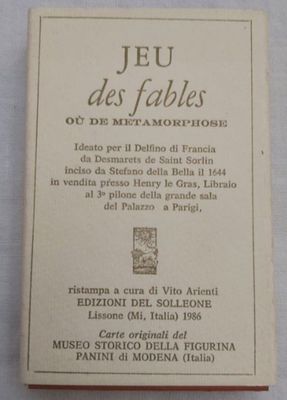 JEU
des fables
OÙ DE METAMORPHOSE
Ideato per il Delfino di Francia
da Desmarets de Saint Sorlin
inciso da Stefano della Bella il 1644
in vendita presso Henry le Gras, Libraio
al 3º pilone della grande sala
del Palazzo a Parigi,
ristampa a cura di Vito Arienti
EDIZIONI DEL SOLLEONE
Lissone (Mi, Italia) 1986
Carte originali del
MUSEO STORICO DELLA FIGURINA
PANINI di MODENA (Italia)